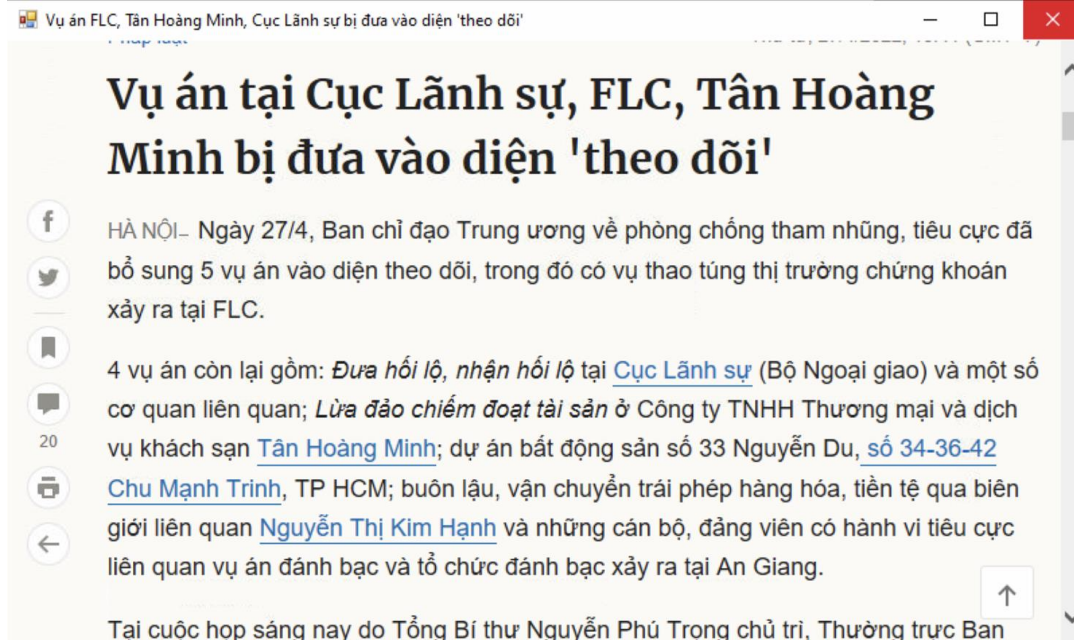 Vụ án FLC, Tân Hoàng Minh, Cục Lãnh sự bị đưa vào diện 'theo dõi'
Vụ án tại Cục Lãnh sự, FLC, Tân Hoàng
Minh bị đưa vào diện 'theo dõi'
HÀ NỘI– Ngày 27/4, Ban chỉ đạo Trung ương về phòng chống tham nhũng, tiêu cực đã
bổ sung 5 vụ án vào diện theo dõi, trong đó có vụ thao túng thị trường chứng khoán
xảy ra tại FLC.
4 vụ án còn lại gồm: Đưa hối lộ, nhận hối lộ tại Cục Lãnh sự (Bộ Ngoại giao) và một số
cơ quan liên quan; Lừa đảo chiếm đoạt tài sản ở Công ty TNHH Thương mại và dịch
vụ khách sạn Tân Hoàng Minh; dự án bất động sản số 33 Nguyễn Du, số 34-36-42
Chu Mạnh Trinh, TP HCM; buôn lậu, vận chuyển trái phép hàng hóa, tiền tệ qua biên
giới liên quan Nguyễn Thị Kim Hạnh và những cán bộ, đảng viên có hành vi tiêu cực
20
liên quan vụ án đánh bạc và tổ chức đánh bạc xảy ra tại An Giang.
Tại cuộc họp sáng nay do Tổng Bí thư Nguyễn Phú Trọng chủ trì, Thường trực Ban